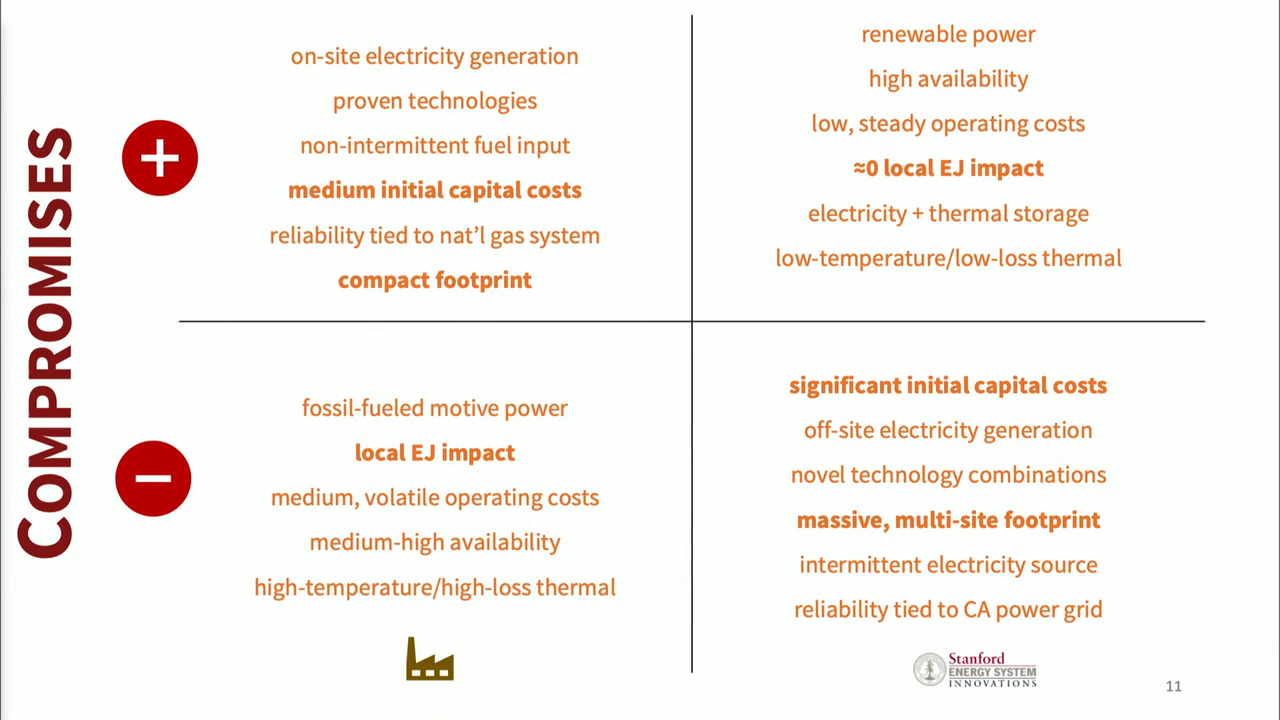 COMPROMISES
on-site electricity generation
proven technologies
non-intermittent fuel input
medium initial capital costs
reliability tied to nat’l gas system
compact footprint
renewable power
high availability
low, steady operating costs
≈0 local EJ impact
electricity + thermal storage
low-temperature/low-loss thermal
fossil-fueled motive power
local EJ impact
medium, volatile operating costs
medium-high availability
high-temperature/high-loss thermal
significant initial capital costs
off-site electricity generation
novel technology combinations
massive, multi-site footprint
intermittent electricity source
reliability tied to CA power grid
Stanford
ENERGY SYSTEM
INNOVATIONS
11